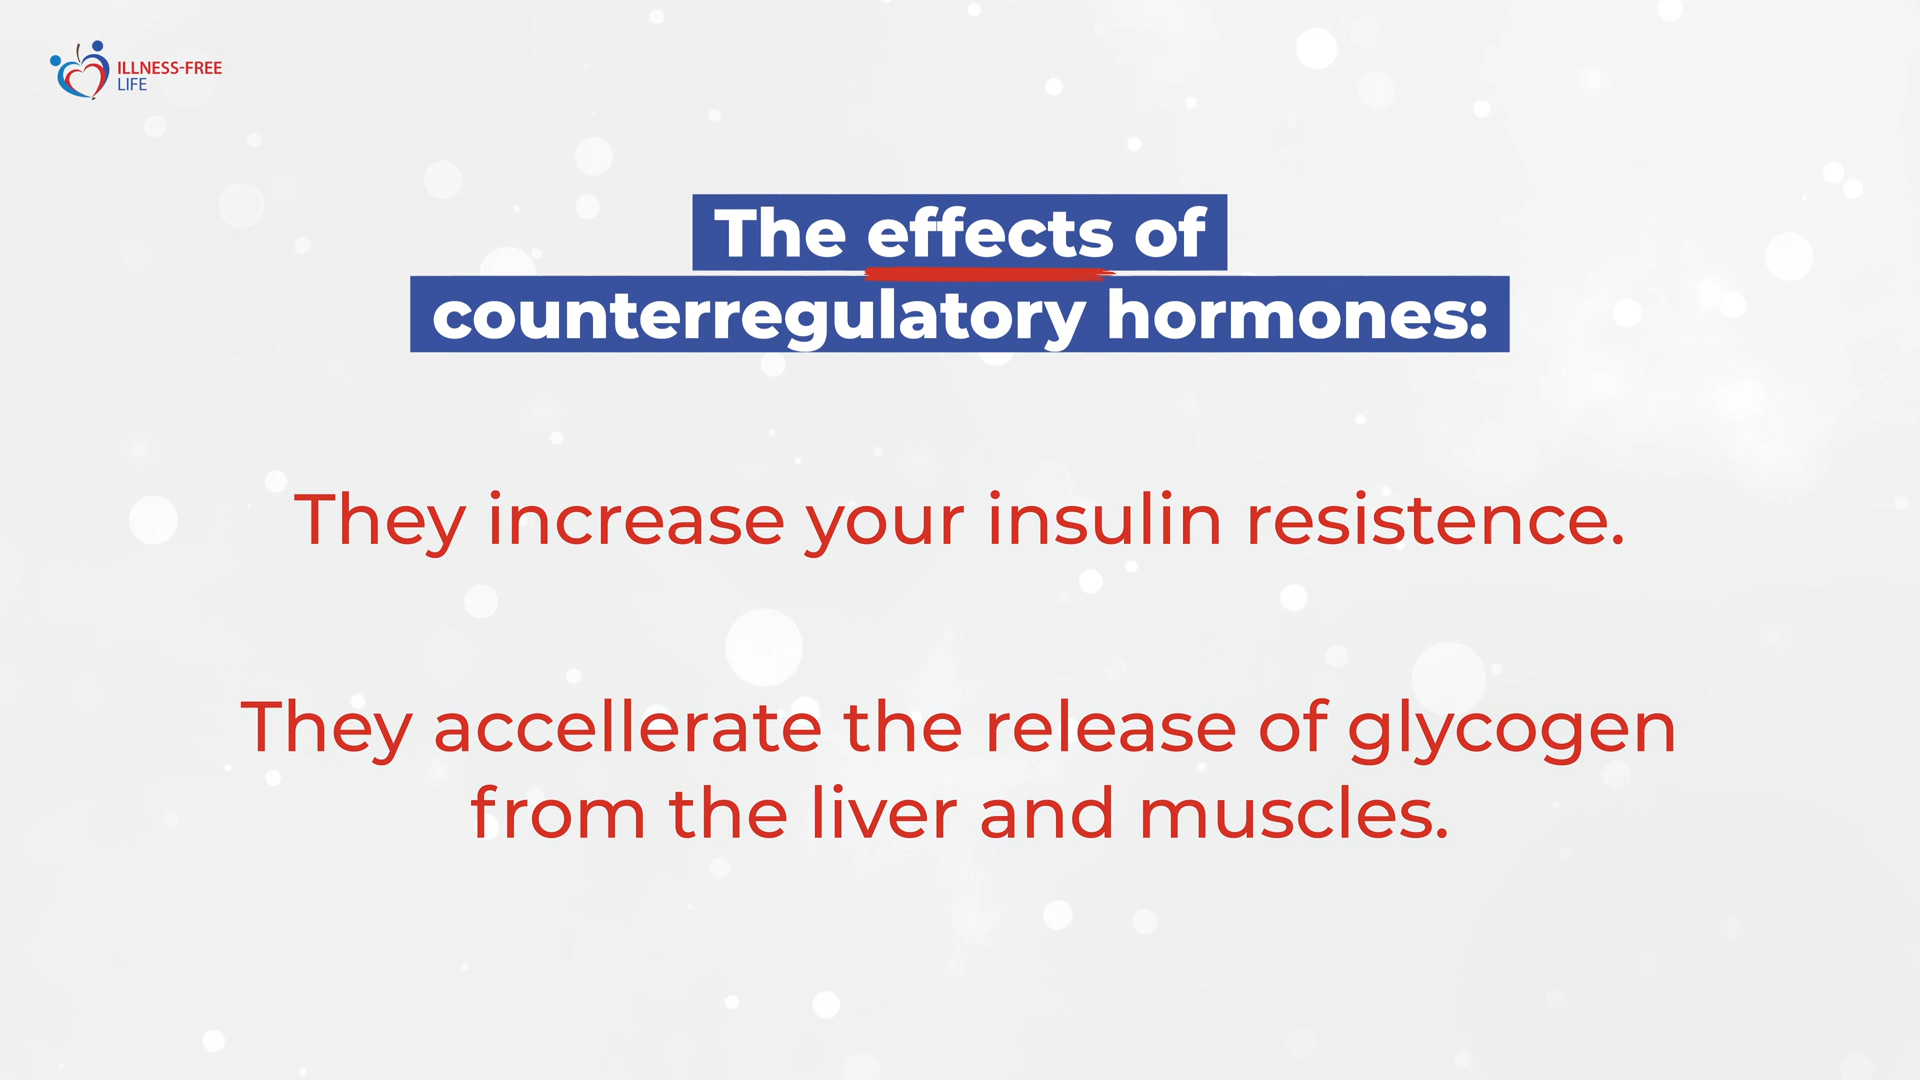 ILLNESS-FREE
LIFE
The effects of
counterregulatory hormones:
They increase your insulin resistence.
They accellerate the release of glycogen
from the liver and muscles.